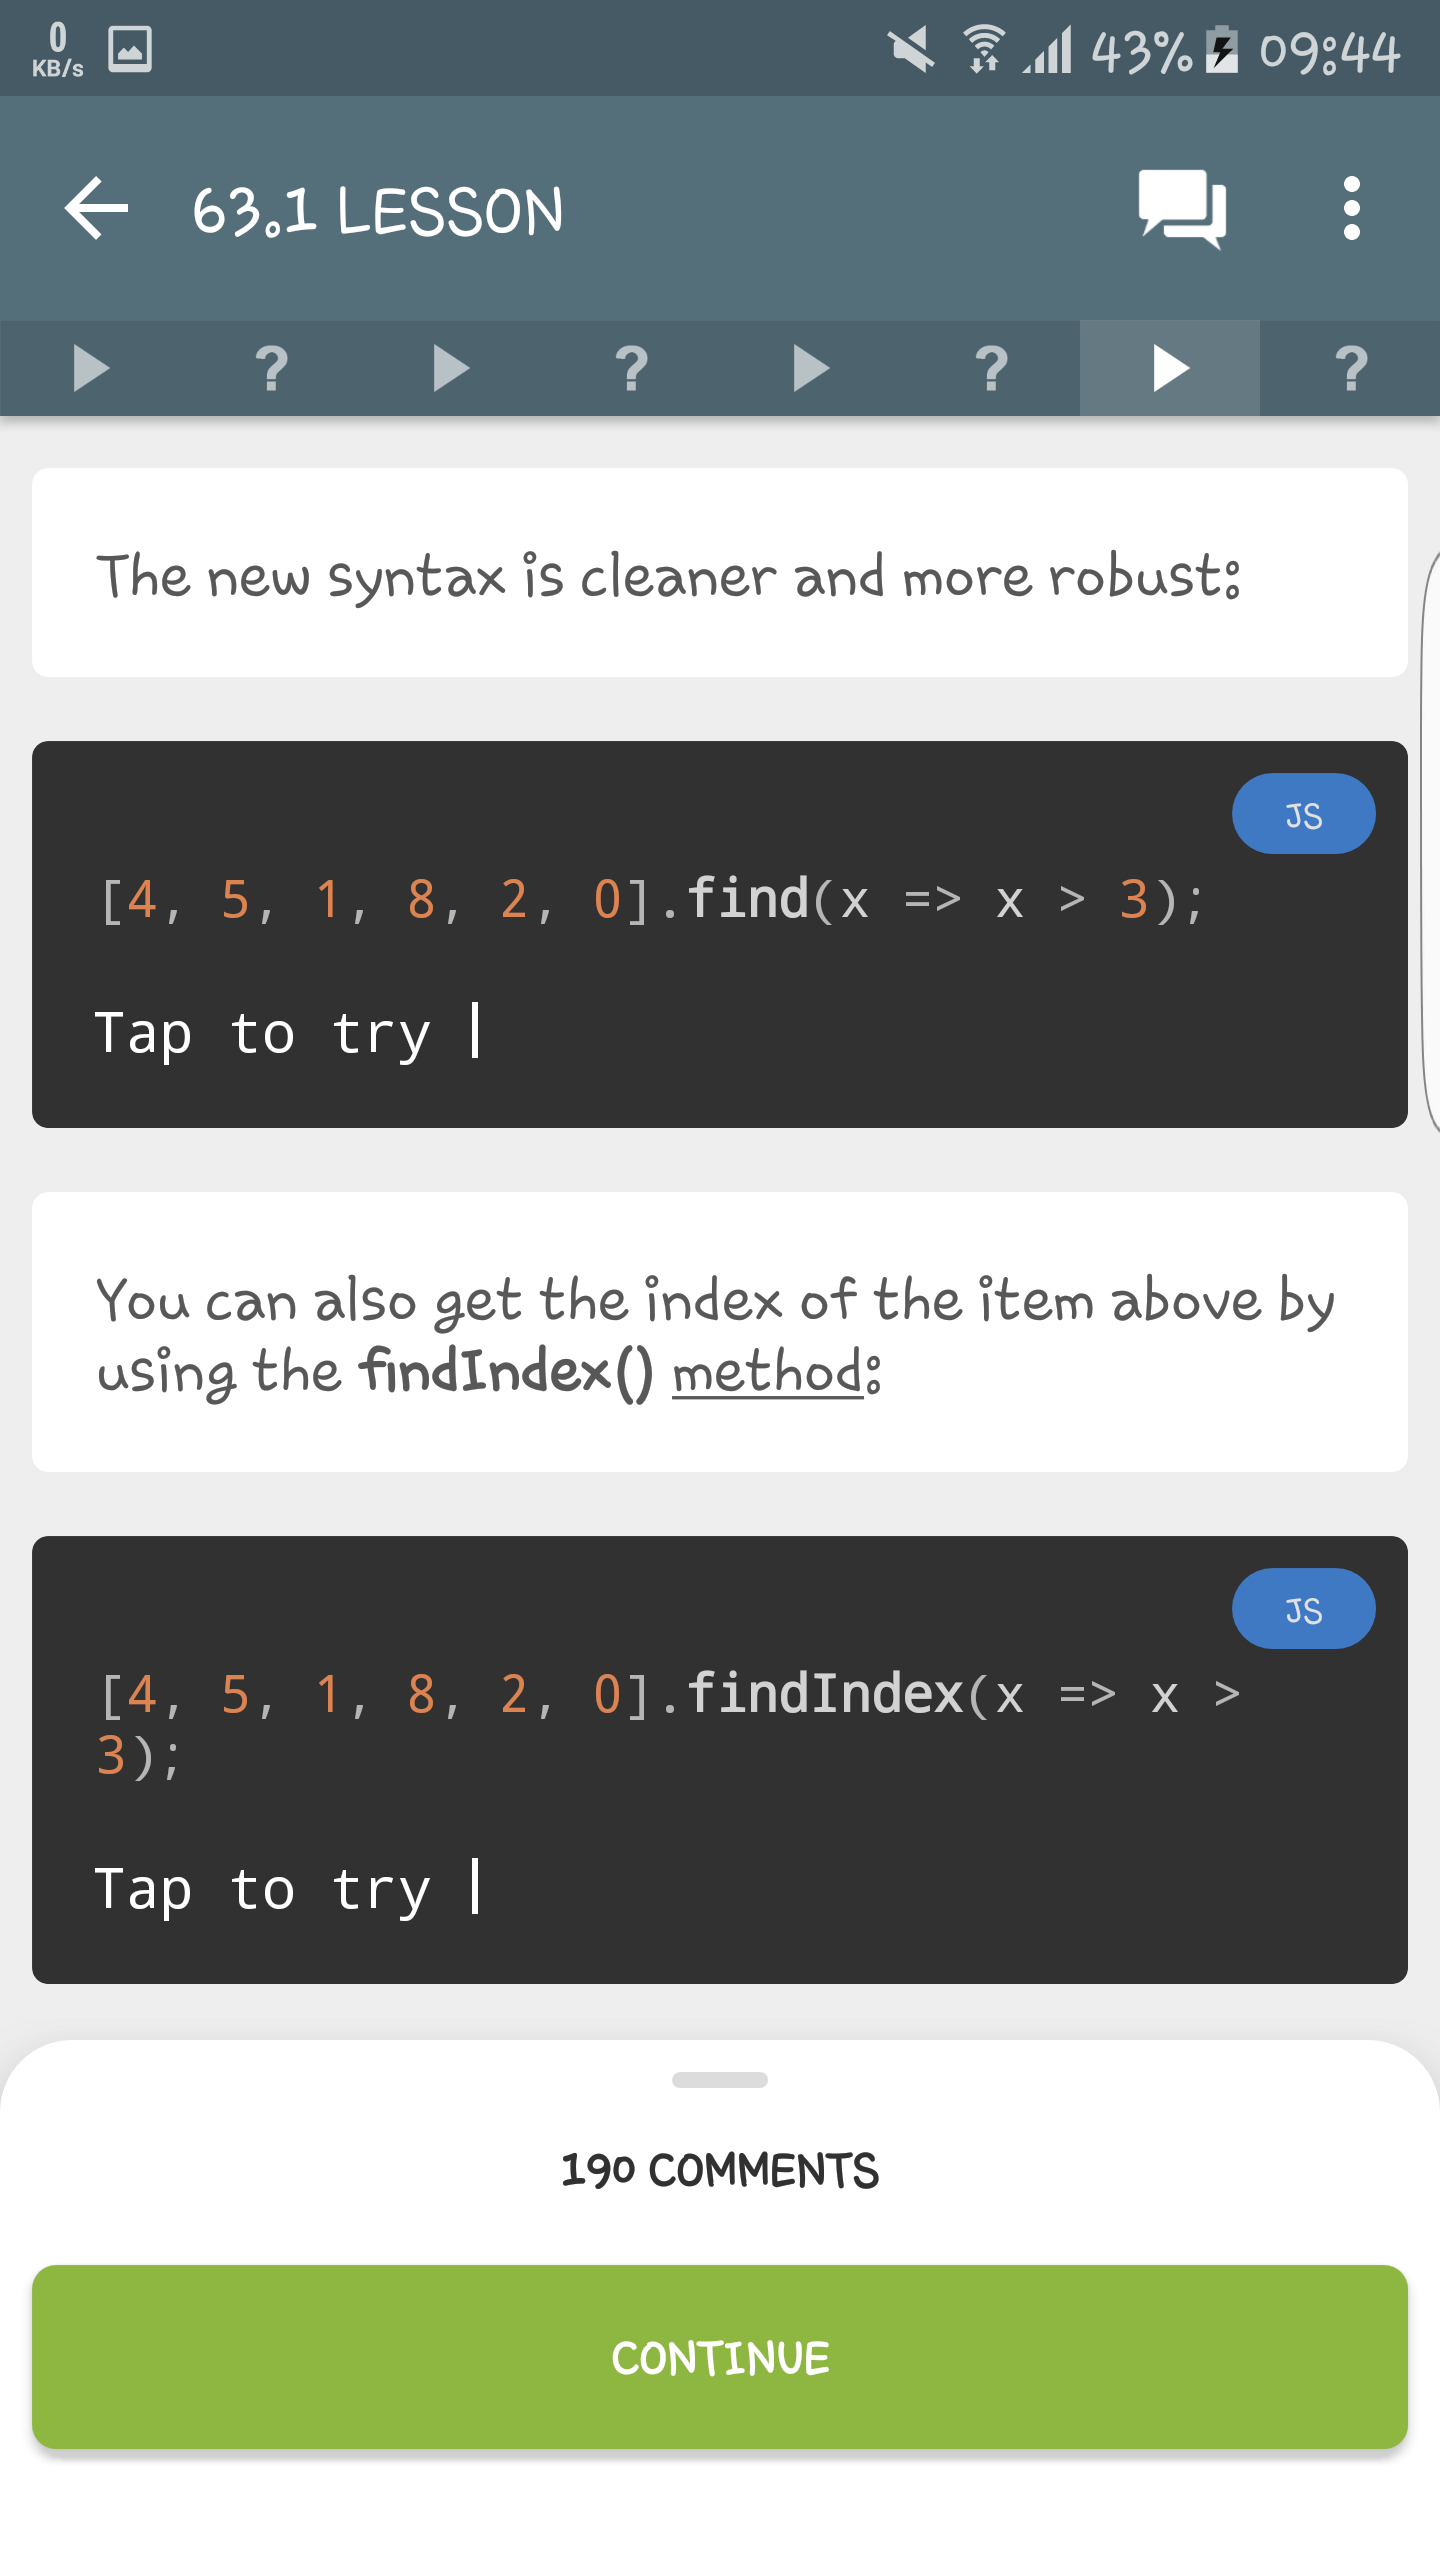 0
KB/s
43%
09:44
63.1 LESSON
? ? ? ?
The new syntax is cleaner and more robust:
JS
[4, 5, 1, 8, 2, 0].find(x => x > 3);
Tap to try
You can also get the index of the item above by
using the findIndex() method:
JS
[4, 5, 1, 8, 2, 0].findIndex(x => x >
3);
Tap to try
190 COMMENTS
CONTINUE